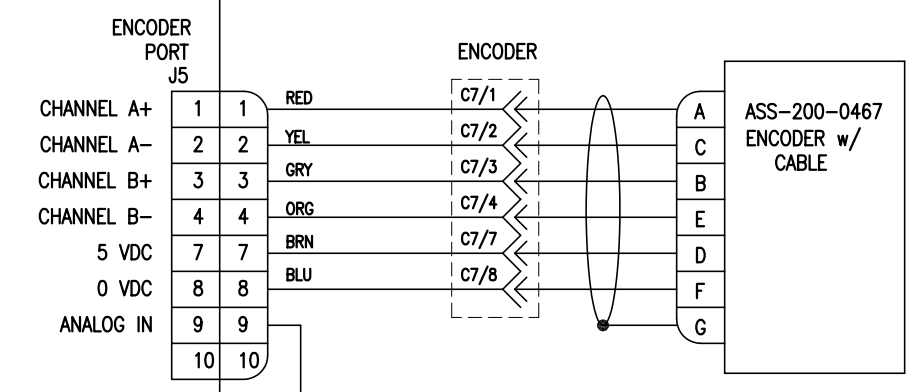 ENCODER
PORT
J5
ENCODER
CHANNEL A+ 1 1 RED C7/1 A
CHANNEL A- 2 2 YEL C7/2 C
CHANNEL B+ 3 3 GRY C7/3 B
CHANNEL B- 4 4 ORG C7/4 E
5 VDC 7 7 BRN C7/7 D
0 VDC 8 8 BLU C7/8 F
ANALOG IN 9 9 G
10 10
ASS-200-0467
ENCODER w/
CABLE